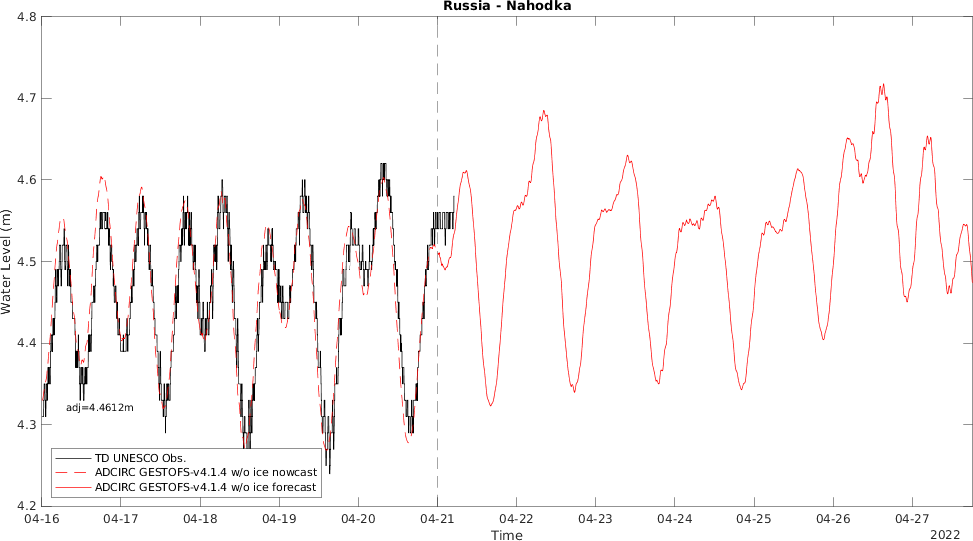 Russia - Nahodka
4.8
4.7
4.6
4.5
4.4
4.3
4.2
Water Level (m)
adj=4.4612m
TD UNESCO Obs.
ADCIRC GESTOFS-v4.1.4 w/o ice nowcast
ADCIRC GESTOFS-v4.1.4 w/o ice forecast
04-16 04-17 04-18 04-19 04-20 04-21 04-22 04-23 04-24 04-25 04-26 04-27
Time
2022